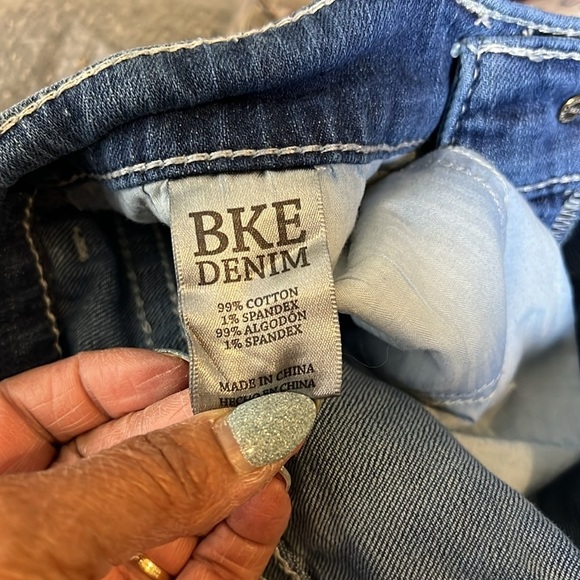 BKE
DENIM
99% COTTON
1% SPANDEX
99% ALGODÓN
1% SPANDEX
MADE IN CHINA
HECHO EN CHINA